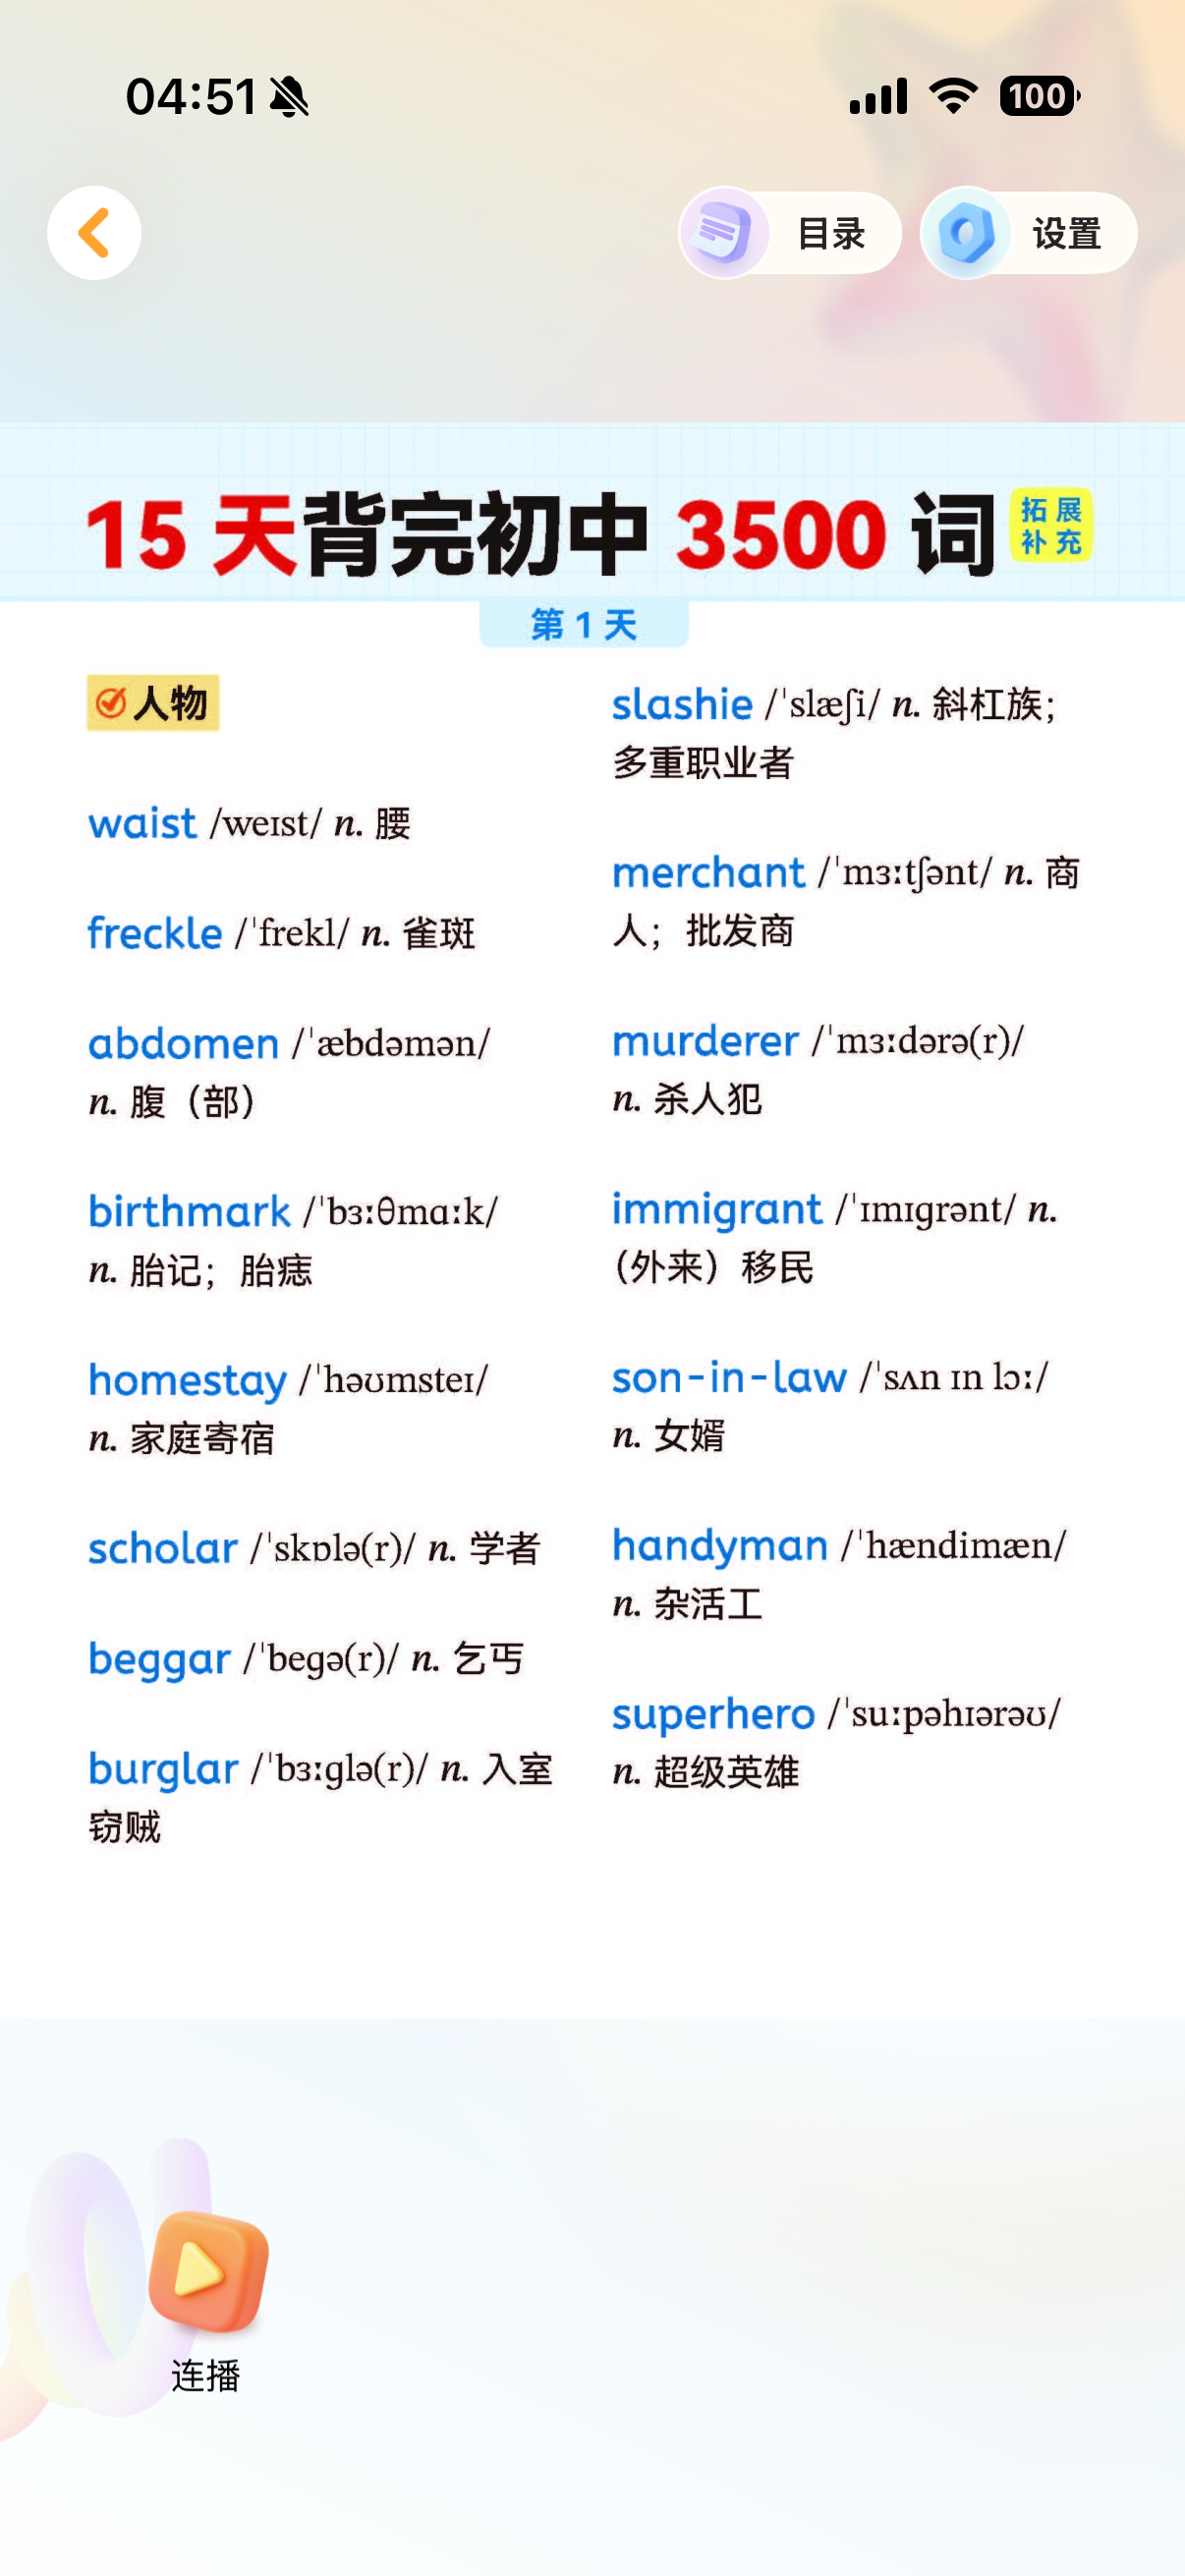 04:51
100
目录
设置
15 天背完初中 3500 词
拓展
补充
第 1 天
人物
waist /weɪst/ n. 腰
freckle /ˈfrekl/ n. 雀斑
abdomen /ˈæbdəmən/
n. 腹（部）
birthmark /ˈbɜːθmɑːk/
n. 胎记；胎痣
homestay /ˈhəʊmsteɪ/
n. 家庭寄宿
scholar /ˈskɒlə(r)/ n. 学者
beggar /ˈbegə(r)/ n. 乞丐
burglar /ˈbɜːglə(r)/ n. 入室
窃贼
slashie /ˈslæʃi/ n. 斜杠族；
多重职业者
merchant /ˈmɜːtʃənt/ n. 商
人；批发商
murderer /ˈmɜːdərə(r)/
n. 杀人犯
immigrant /ˈɪmɪgrənt/ n.
（外来）移民
son-in-law /ˈsʌn ɪn lɔː/
n. 女婿
handyman /ˈhændimæn/
n. 杂活工
superhero /ˈsuːpəhɪərəʊ/
n. 超级英雄
连播